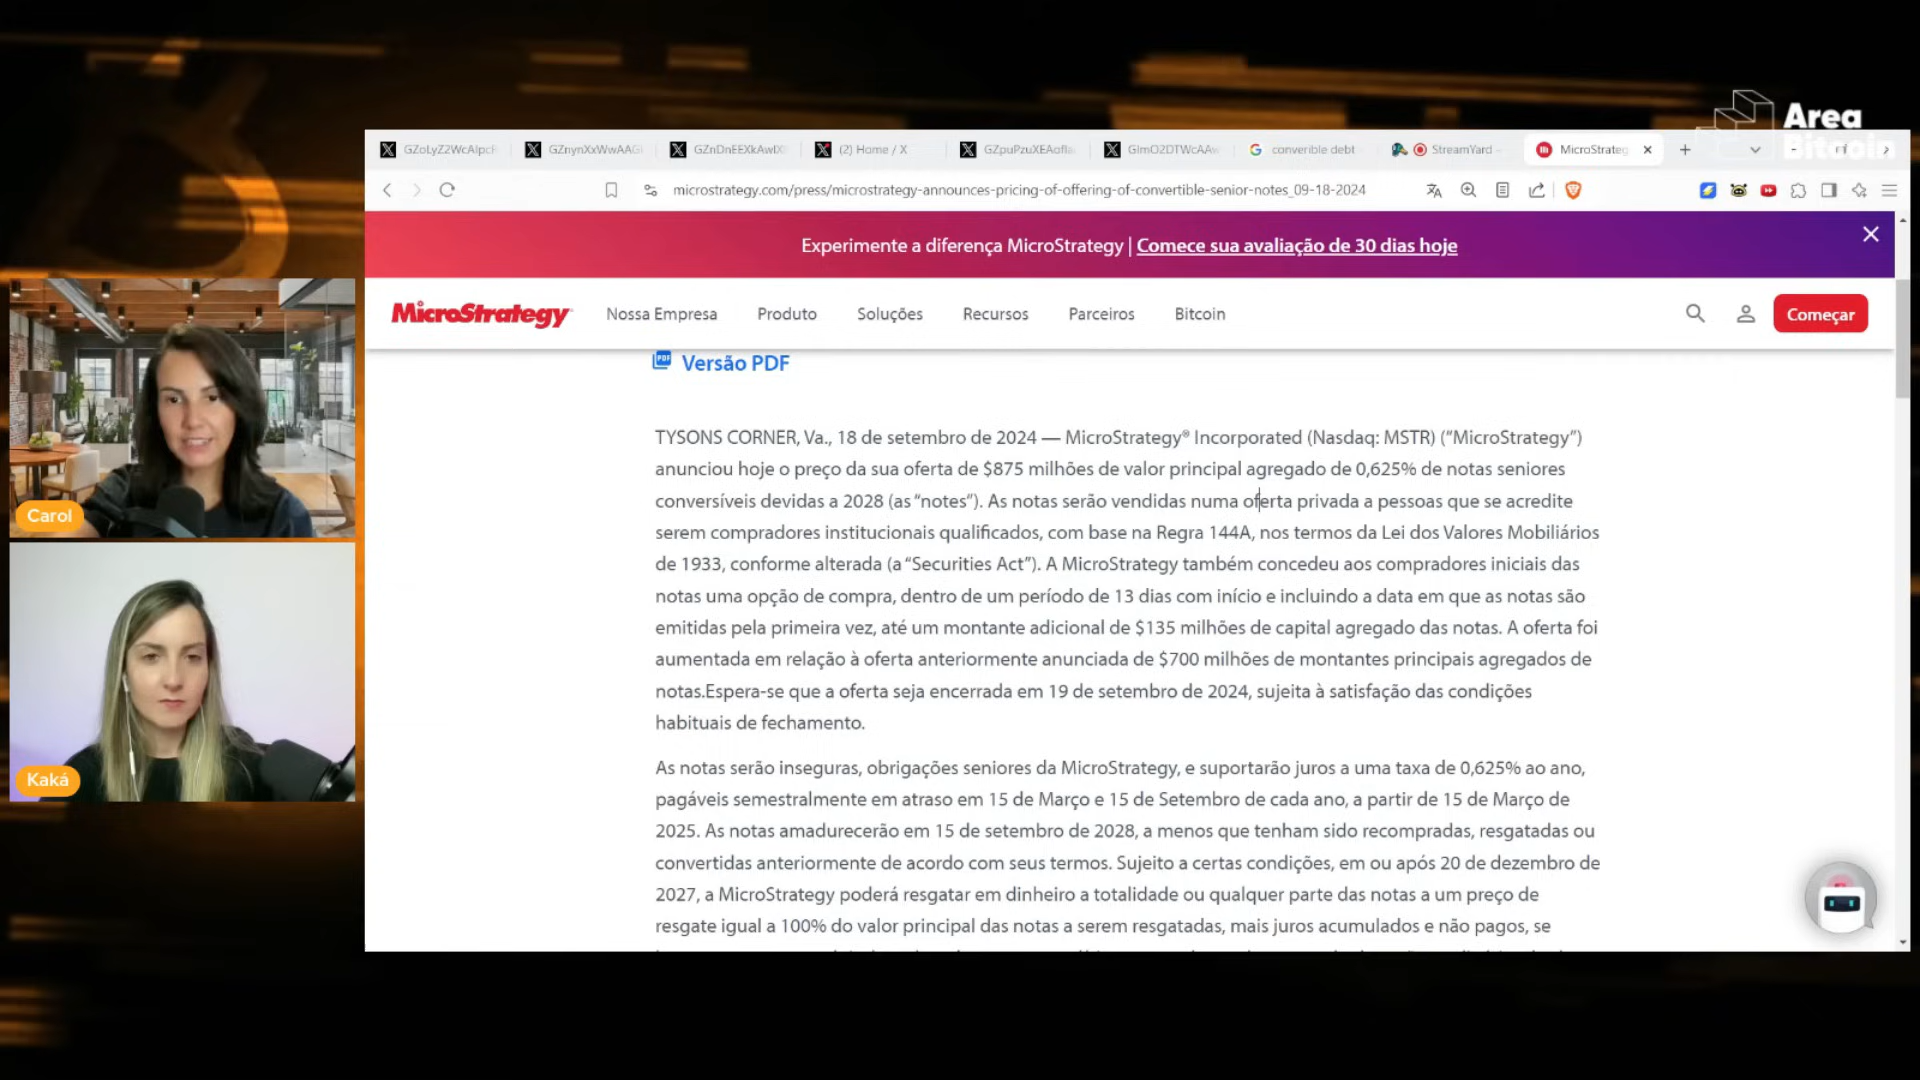 Area
Bitcoin
GZoLyZ2WcAIpcF
GZnynXxWwAAG
GZnDnEEXkAwIX
(2) Home / X
GZpuPzuXEAofla
GImO2DTWcAAw
converible debt
StreamYard -
MicroStrateg
microstrategy.com/press/microstrategy-announces-pricing-of-offering-of-convertible-senior-notes_09-18-2024
Experimente a diferença MicroStrategy | Comece sua avaliação de 30 dias hoje
MicroStrategy
Nossa Empresa
Produto
Soluções
Recursos
Parceiros
Bitcoin
Começar
PDF Versão PDF
TYSONS CORNER, Va., 18 de setembro de 2024 — MicroStrategy® Incorporated (Nasdaq: MSTR) (“MicroStrategy”)
anunciou hoje o preço da sua oferta de $875 milhões de valor principal agregado de 0,625% de notas seniores
conversíveis devidas a 2028 (as “notes”). As notas serão vendidas numa oferta privada a pessoas que se acredite
serem compradores institucionais qualificados, com base na Regra 144A, nos termos da Lei dos Valores Mobiliários
de 1933, conforme alterada (a “Securities Act”). A MicroStrategy também concedeu aos compradores iniciais das
notas uma opção de compra, dentro de um período de 13 dias com início e incluindo a data em que as notas são
emitidas pela primeira vez, até um montante adicional de $135 milhões de capital agregado das notas. A oferta foi
aumentada em relação à oferta anteriormente anunciada de $700 milhões de montantes principais agregados de
notas.Espera-se que a oferta seja encerrada em 19 de setembro de 2024, sujeita à satisfação das condições
habituais de fechamento.
As notas serão inseguras, obrigações seniores da MicroStrategy, e suportarão juros a uma taxa de 0,625% ao ano,
pagáveis semestralmente em atraso em 15 de Março e 15 de Setembro de cada ano, a partir de 15 de Março de
2025. As notas amadurecerão em 15 de setembro de 2028, a menos que tenham sido recompradas, resgatadas ou
convertidas anteriormente de acordo com seus termos. Sujeito a certas condições, em ou após 20 de dezembro de
2027, a MicroStrategy poderá resgatar em dinheiro a totalidade ou qualquer parte das notas a um preço de
resgate igual a 100% do valor principal das notas a serem resgatadas, mais juros acumulados e não pagos, se
Carol
Kaká